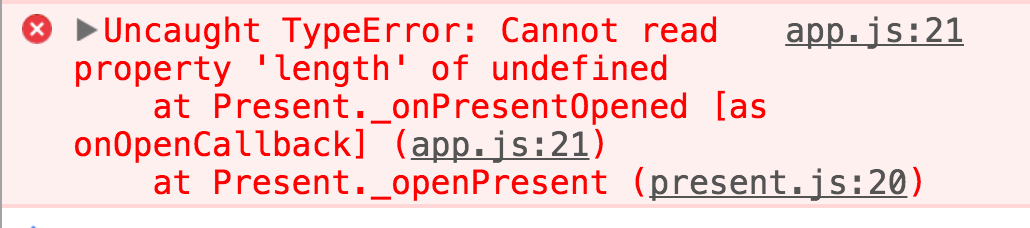 ▶Uncaught TypeError: Cannot read app.js:21
property 'length' of undefined
at Present._onPresentOpened [as
onOpenCallback] (app.js:21)
at Present._openPresent (present.js:20)